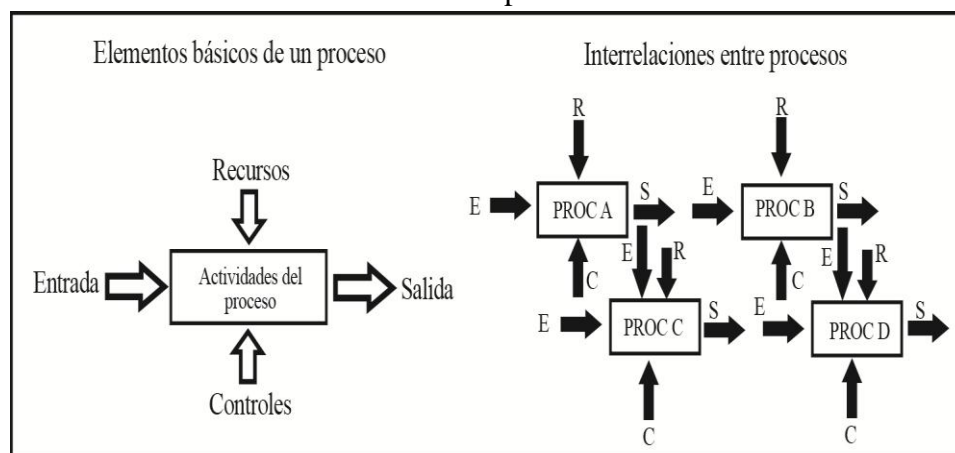 Elementos básicos de un proceso
Recursos
Entrada
Actividades del
proceso
Salida
Controles
Interrelaciones entre procesos
R
R
E
PROC A
S
E
PROC B
S
E
R
E
R
C
C
E
PROC C
S
E
PROC D
S
C
C